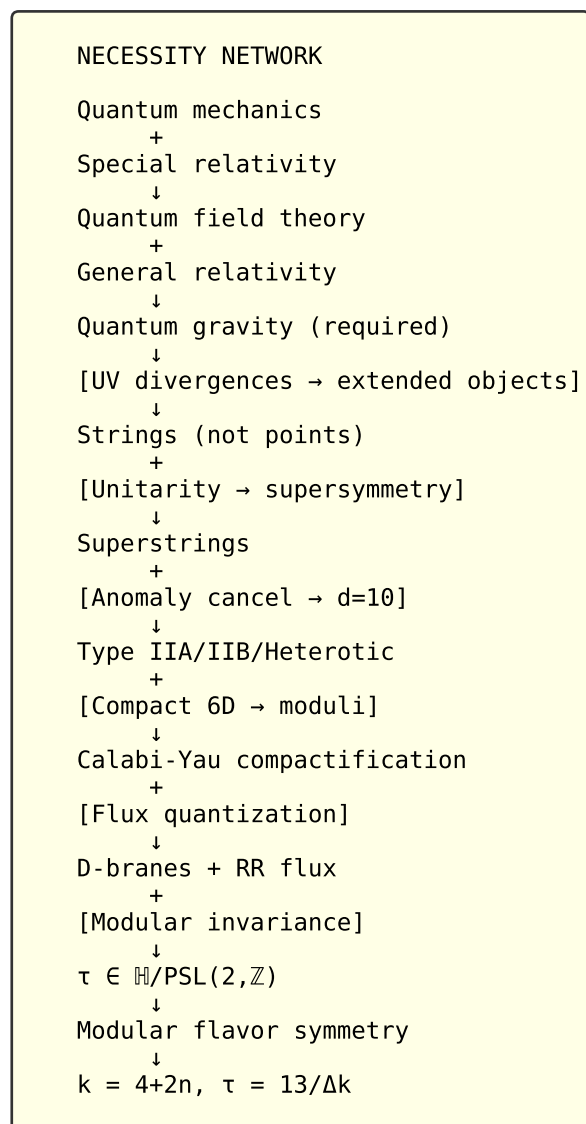 NECESSITY NETWORK
Quantum mechanics
+
Special relativity
↓
Quantum field theory
+
General relativity
↓
Quantum gravity (required)
↓
[UV divergences → extended objects]
↓
Strings (not points)
+
[Unitarity → supersymmetry]
↓
Superstrings
+
[Anomaly cancel → d=10]
↓
Type IIA/IIB/Heterotic
+
[Compact 6D → moduli]
↓
Calabi-Yau compactification
+
[Flux quantization]
↓
D-branes + RR flux
+
[Modular invariance]
↓
τ ∈ ℍ/PSL(2,ℤ)
↓
Modular flavor symmetry
↓
k = 4+2n, τ = 13/Δk